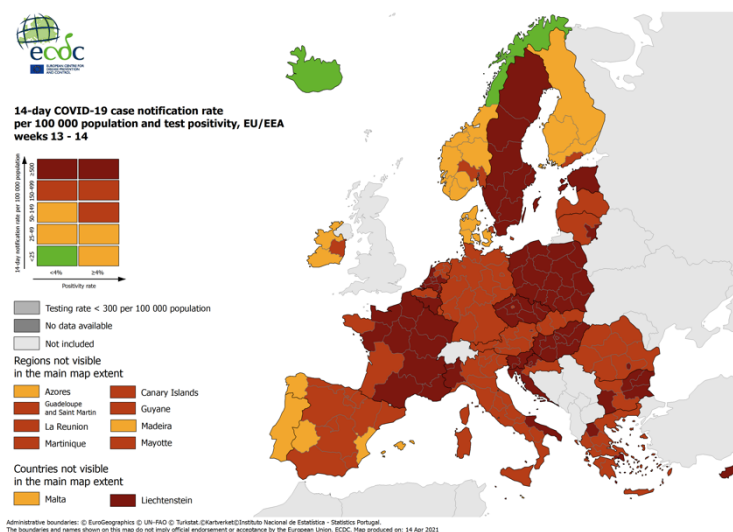 ecdc
EUROPEAN CENTRE FOR
DISEASE PREVENTION
AND CONTROL
14-day COVID-19 case notification rate
per 100 000 population and test positivity, EU/EEA
weeks 13 - 14
14-day notification rate per 100 000 population
≥500
150-499
50-149
25-49
<25
<4%
≥4%
Positivity rate
Testing rate < 300 per 100 000 population
No data available
Not included
Regions not visible
in the main map extent
Azores
Canary Islands
Guadeloupe
and Saint Martin
Guyane
La Reunion
Madeira
Martinique
Mayotte
Countries not visible
in the main map extent
Malta
Liechtenstein
Administrative boundaries: © EuroGeographics © UN-FAO © Turkstat.©Kartverket©Instituto Nacional de Estatística - Statistics Portugal.
The boundaries and names shown on this map do not imply official endorsement or acceptance by the European Union. ECDC. Map produced on: 14 Apr 2021